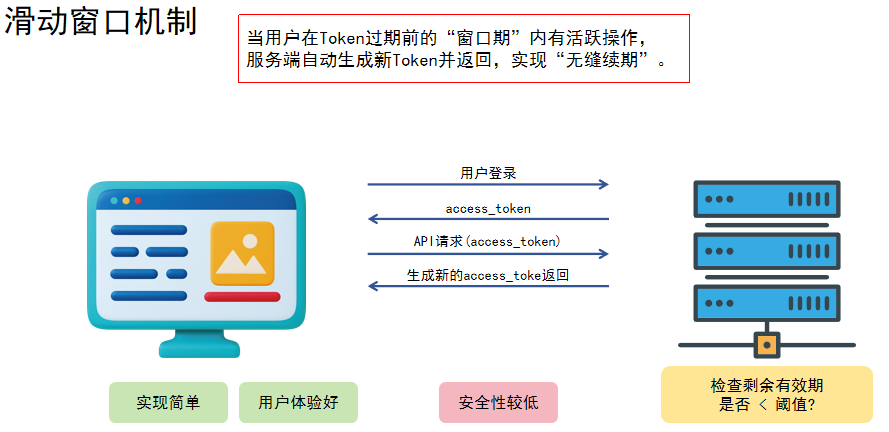 滑动窗口机制
当用户在Token过期前的“窗口期”内有活跃操作，
服务端自动生成新Token并返回，实现“无缝续期”。
用户登录
access_token
API请求(access_token)
生成新的access_toke返回
实现简单
用户体验好
安全性较低
检查剩余有效期
是否 < 阈值?